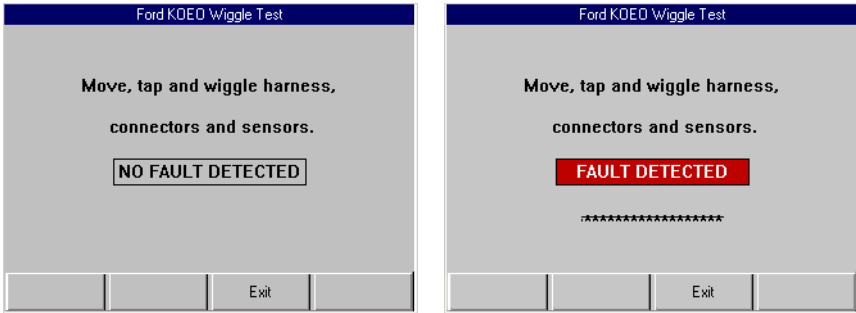 Ford KOEO Wiggle Test
Move, tap and wiggle harness,
connectors and sensors.
NO FAULT DETECTED
Exit
Ford KOEO Wiggle Test
Move, tap and wiggle harness,
connectors and sensors.
FAULT DETECTED
******************
Exit